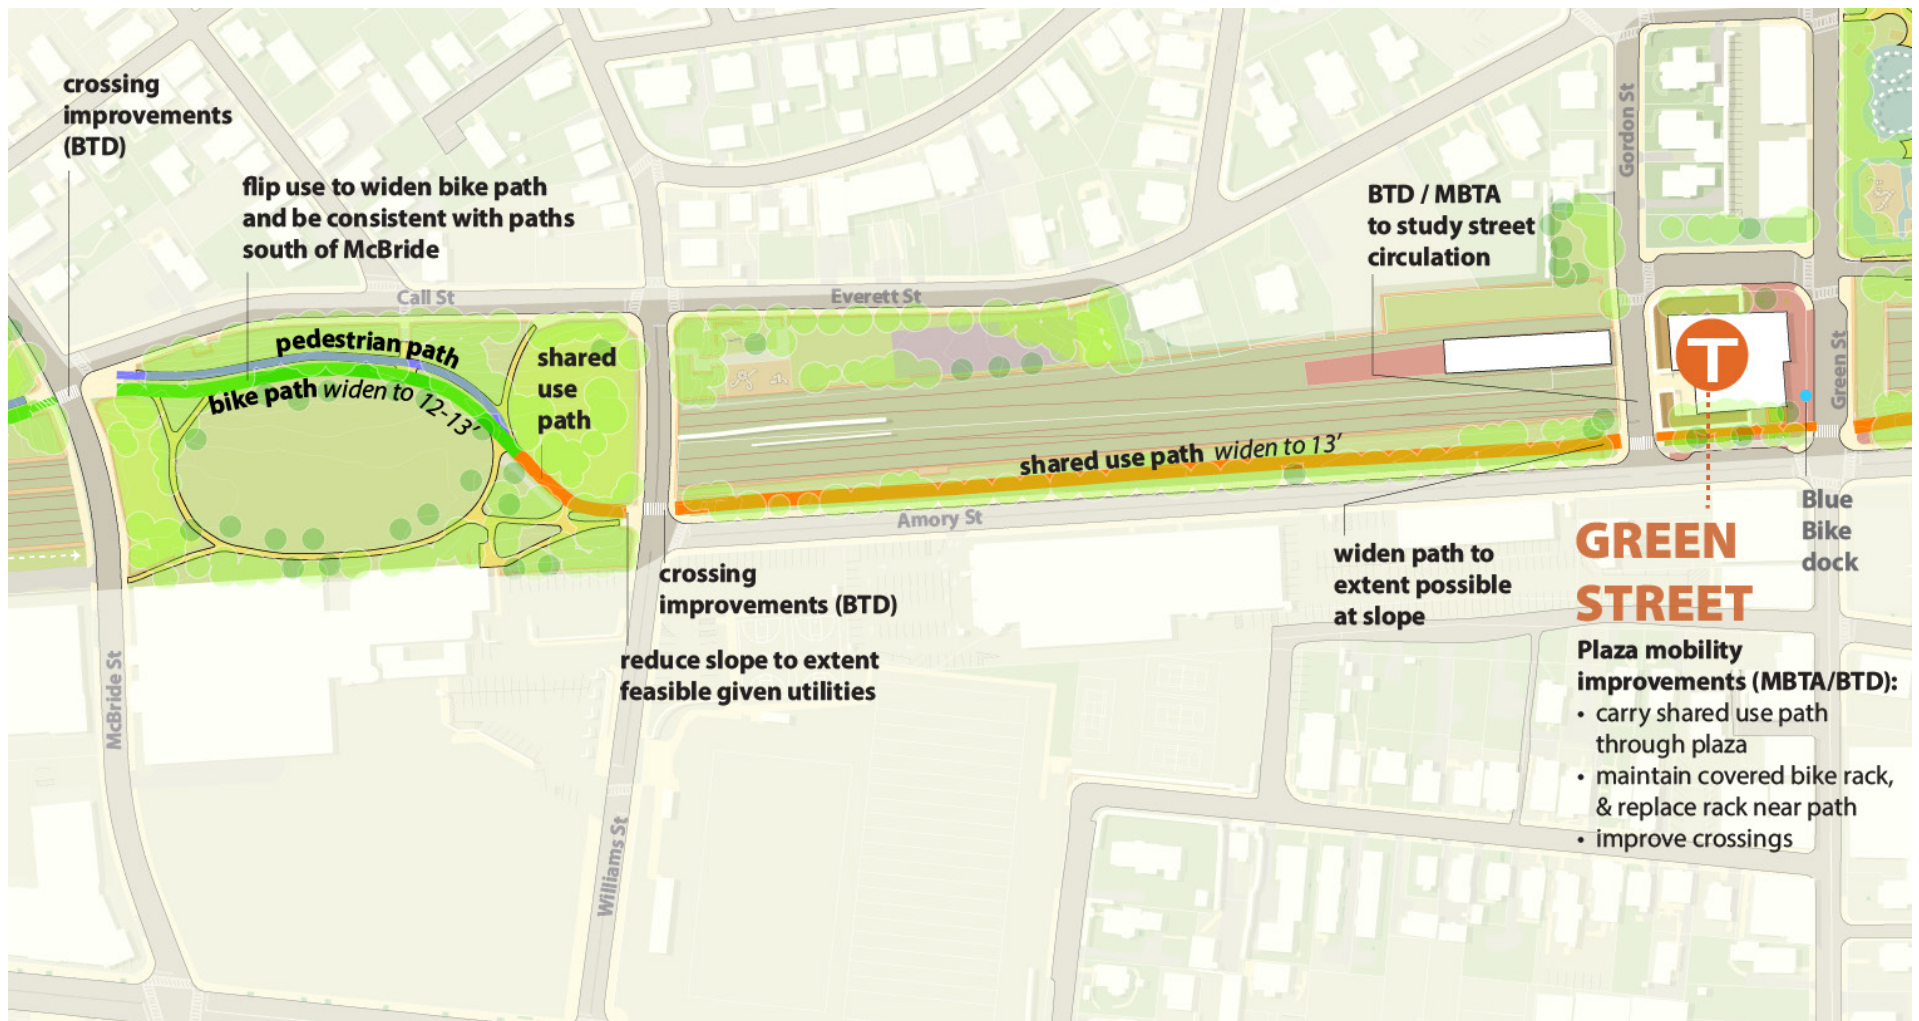 crossing
improvements
(BTD)
flip use to widen bike path
and be consistent with paths
south of McBride
Call St
Everett St
pedestrian path
bike path widen to 12-13’
shared
use
path
BTD / MBTA
to study street
circulation
Gordon St
T
Green St
shared use path widen to 13’
Amory St
crossing
improvements (BTD)
reduce slope to extent
feasible given utilities
widen path to
extent possible
at slope
Blue
Bike
dock
GREEN
STREET
Plaza mobility
improvements (MBTA/BTD):
• carry shared use path
through plaza
• maintain covered bike rack,
& replace rack near path
• improve crossings
McBride St
Williams St